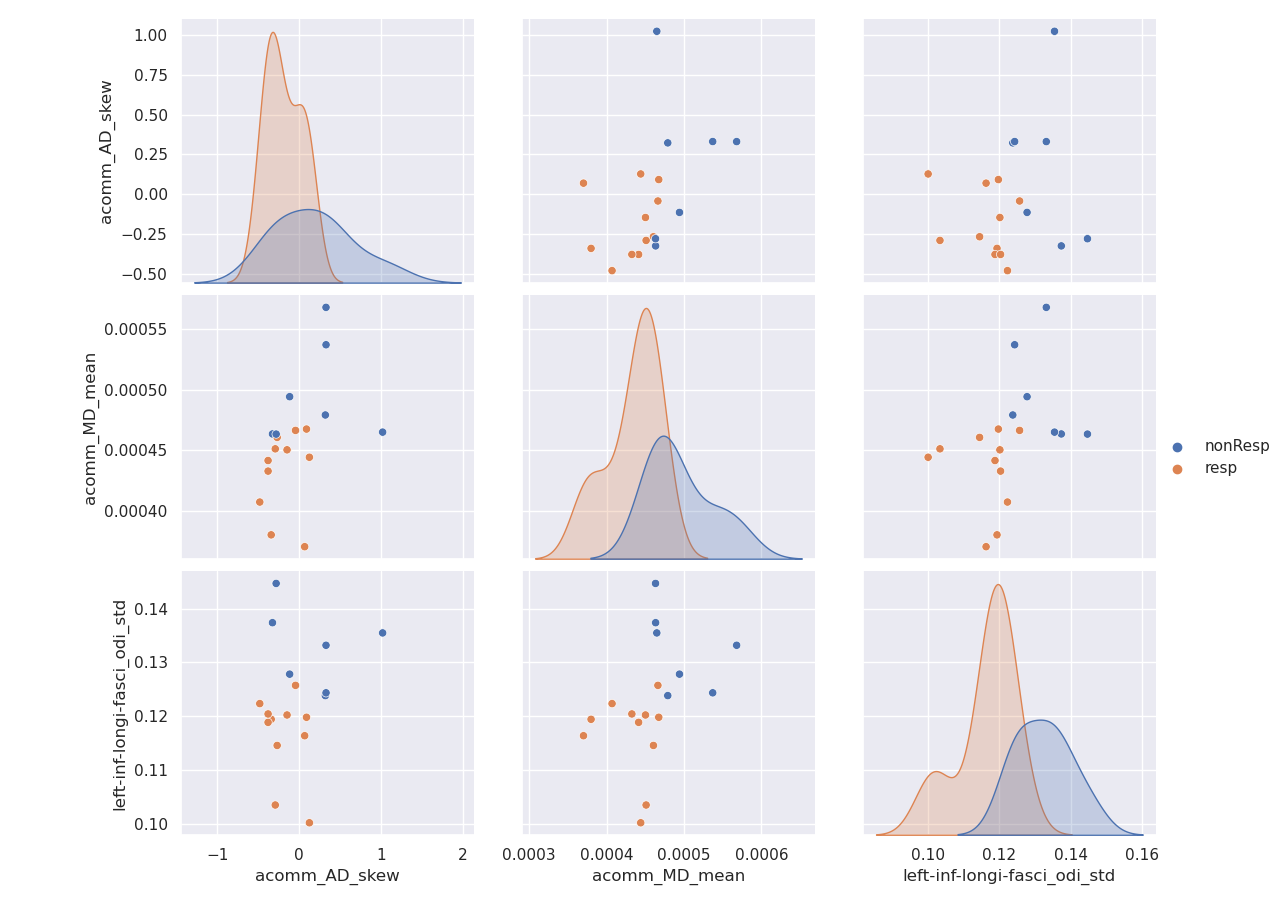 1.00
0.75
0.50
0.25
0.00
−0.25
−0.50
acomm_AD_skew
0.00055
0.00050
0.00045
0.00040
acomm_MD_mean
nonResp
resp
0.14
0.13
0.12
0.11
0.10
left-inf-longi-fasci_odi_std
−1 0 1 2
0.0003 0.0004 0.0005 0.0006
0.10 0.12 0.14 0.16
acomm_AD_skew
acomm_MD_mean
left-inf-longi-fasci_odi_std